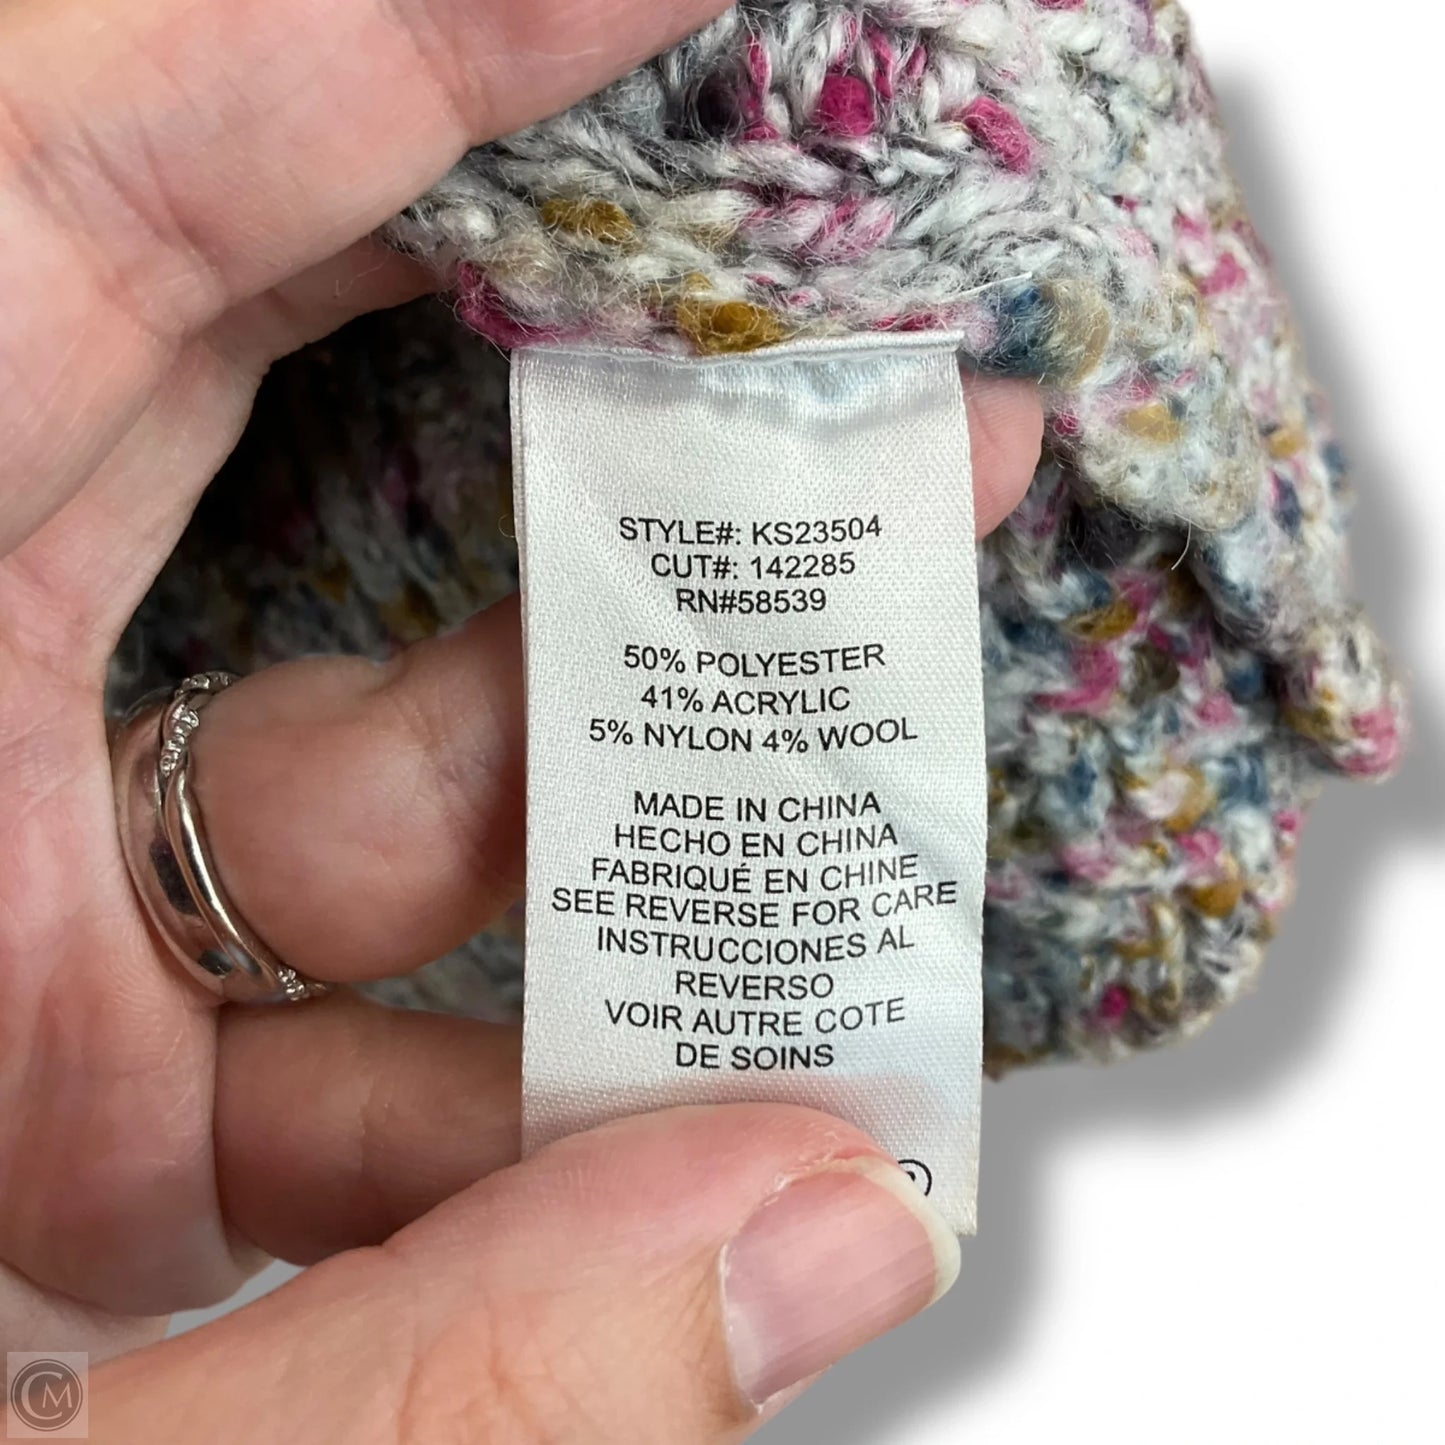 STYLE#: KS23504
CUT#: 142285
RN#58539
50% POLYESTER
41% ACRYLIC
5% NYLON 4% WOOL
MADE IN CHINA
HECHO EN CHINA
FABRIQUÉ EN CHINE
SEE REVERSE FOR CARE
INSTRUCCIONES AL
REVERSO
VOIR AUTRE COTE
DE SOINS
CM